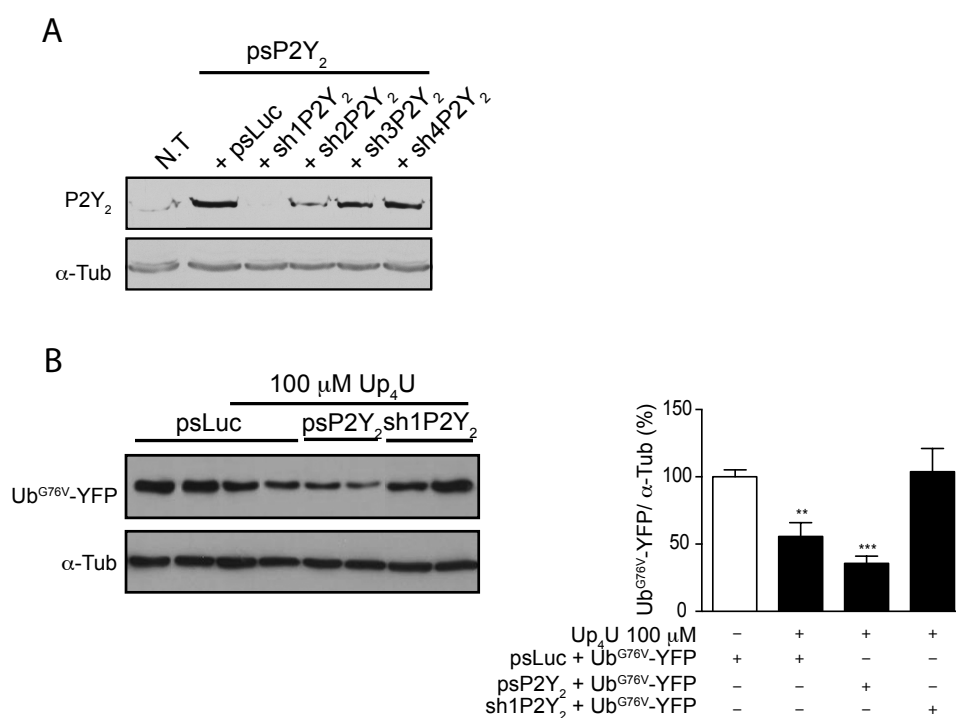 A
psP2Y2
N.T
+ psLuc
+ sh1P2Y2
+ sh2P2Y2
+ sh3P2Y2
+ sh4P2Y2
P2Y2
α-Tub
B
100 μM Up4U
psLuc psP2Y2 sh1P2Y2
UbG76V-YFP
α-Tub
UbG76V-YFP/ α-Tub (%)
150
100
50
0
**
***
Up4U 100 μM – + + +
psLuc + UbG76V-YFP + + – –
psP2Y2 + UbG76V-YFP – – + –
sh1P2Y2 + UbG76V-YFP – – – +